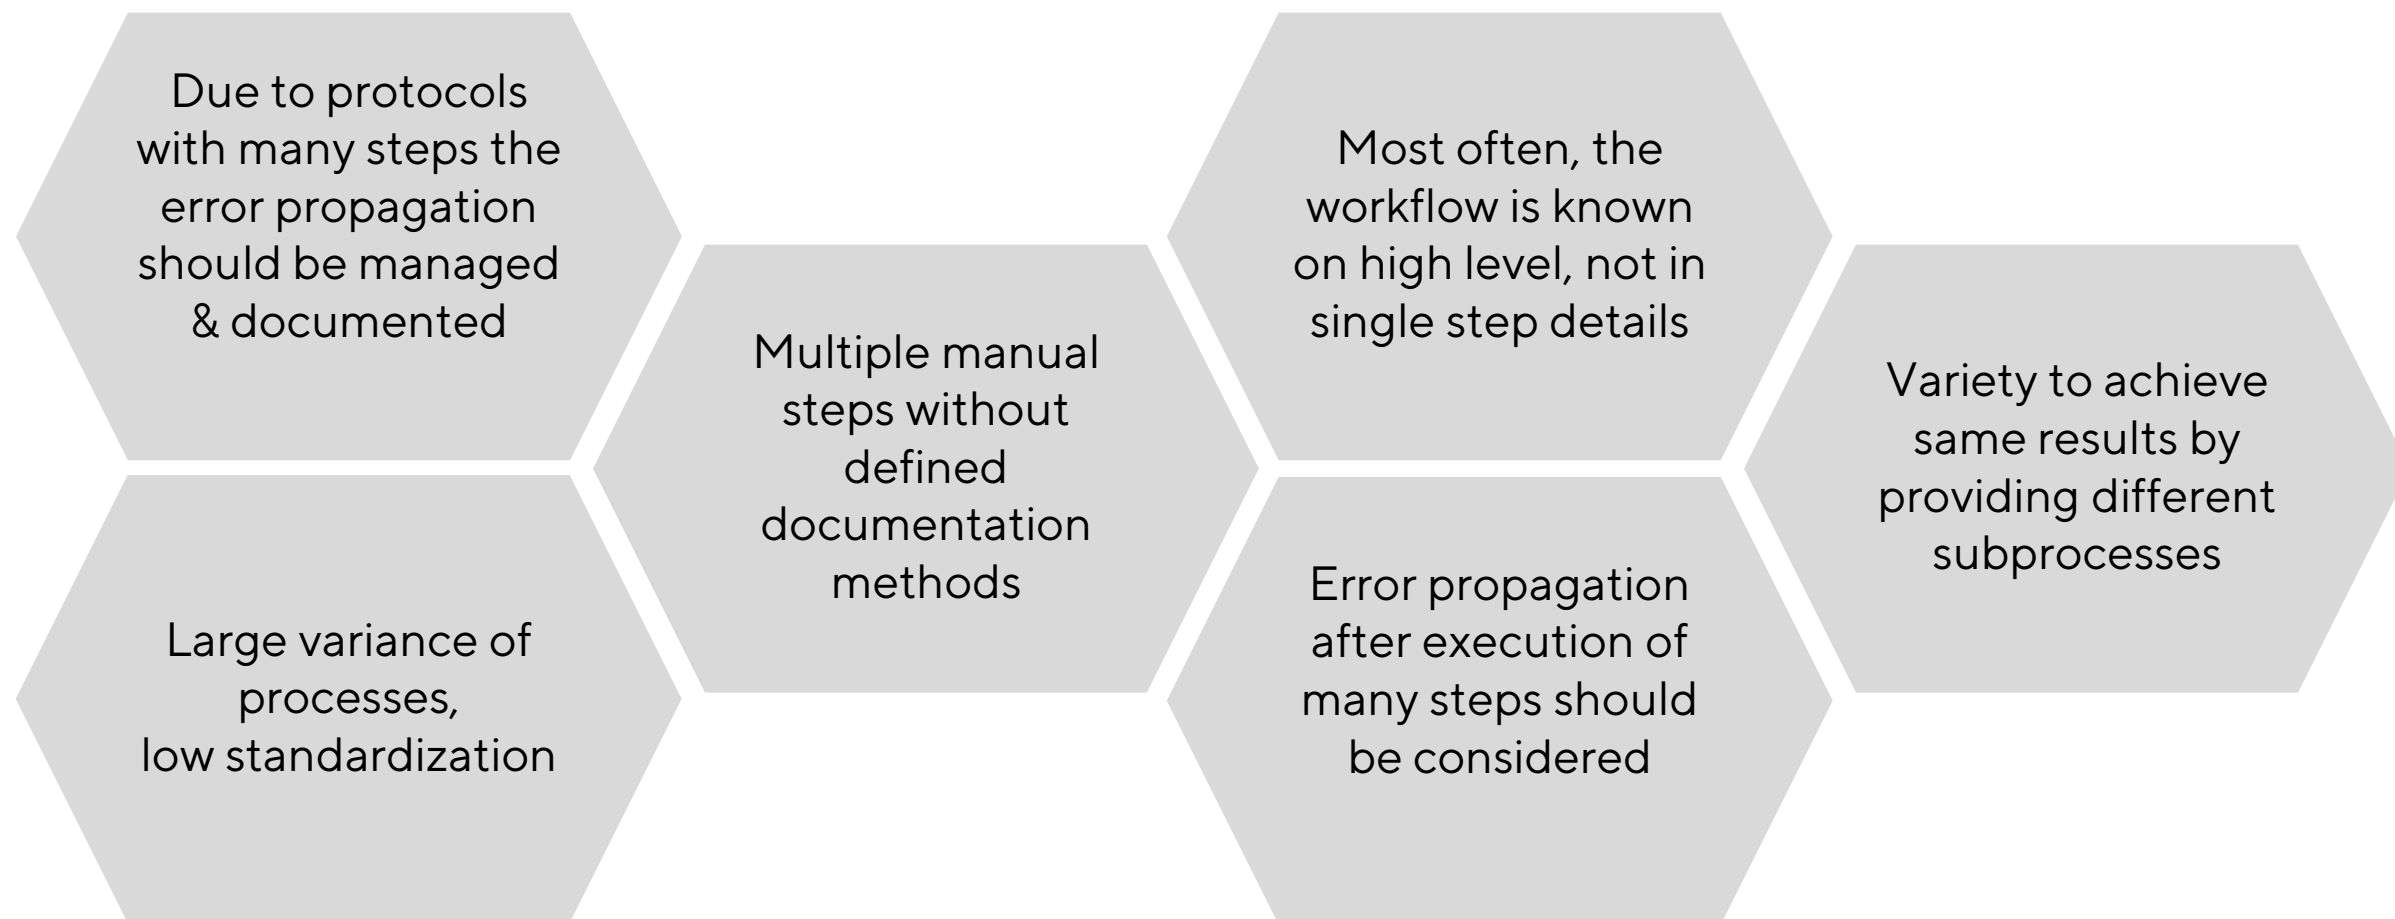 Due to protocols
with many steps the
error propagation
should be managed
& documented
Large variance of
processes,
low standardization
Multiple manual
steps without
defined
documentation
methods
Most often, the
workflow is known
on high level, not in
single step details
Error propagation
after execution of
many steps should
be considered
Variety to achieve
same results by
providing different
subprocesses